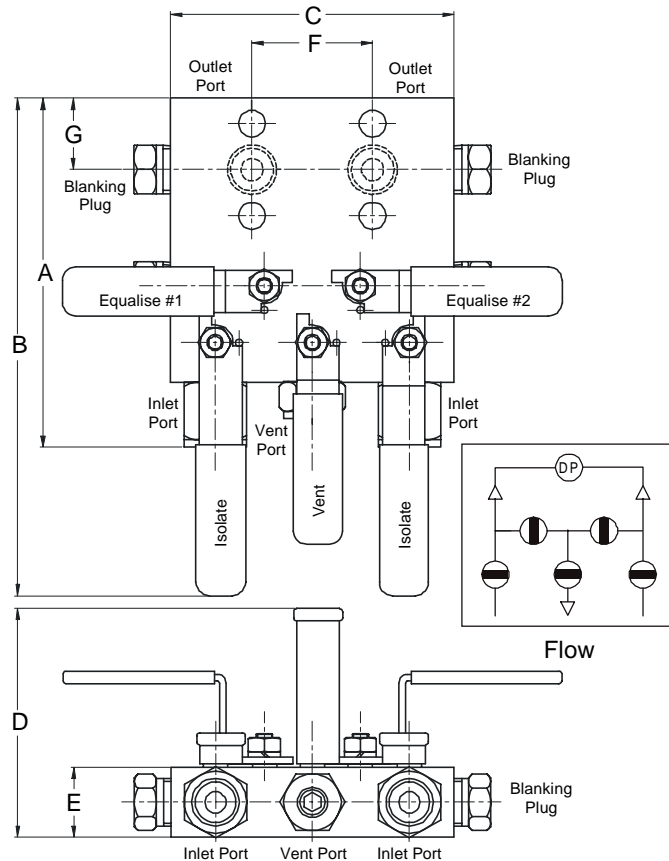 C
F
Outlet
Port
Outlet
Port
G
Blanking
Plug
Blanking
Plug
A
B
Equalise #1
Equalise #2
Inlet
Port
Vent
Port
Inlet
Port
Isolate
Vent
Isolate
DP
Flow
D
E
Blanking
Plug
Inlet Port
Vent Port
Inlet Port